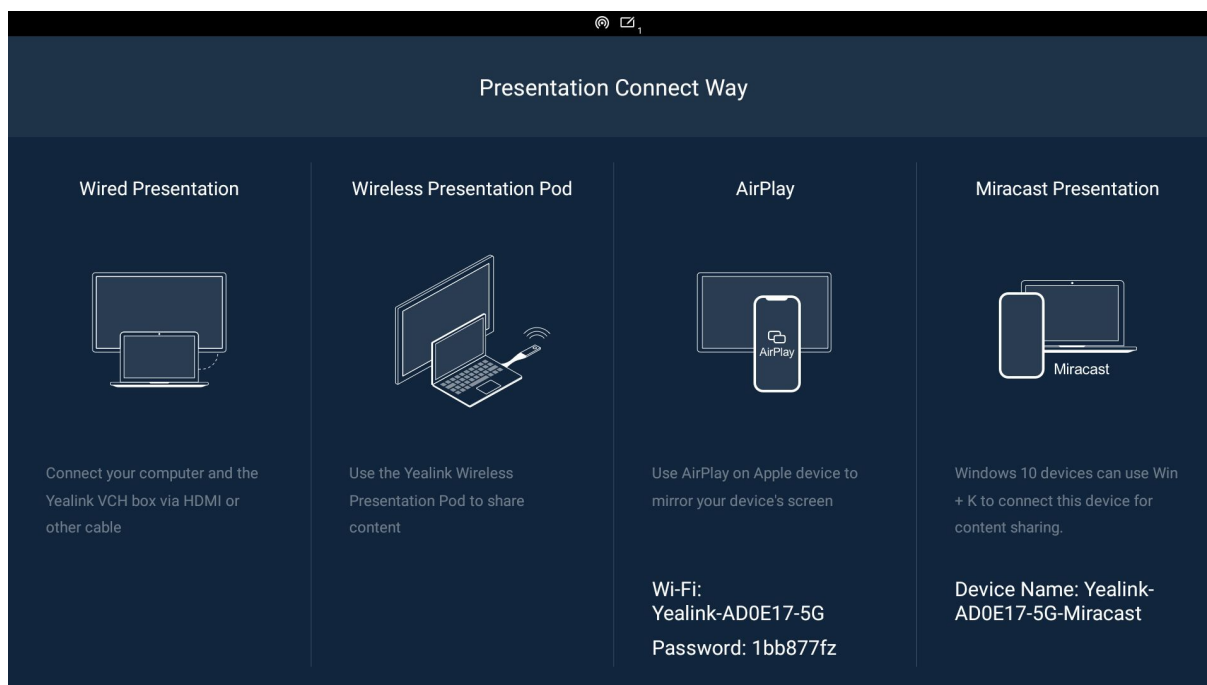 1
Presentation Connect Way
Wired Presentation
Connect your computer and the
Yealink VCH box via HDMI or
other cable
Wireless Presentation Pod
Use the Yealink Wireless
Presentation Pod to share
content
AirPlay
AirPlay
Use AirPlay on Apple device to
mirror your device's screen
Wi-Fi:
Yealink-AD0E17-5G
Password: 1bb877fz
Miracast Presentation
Miracast
Windows 10 devices can use Win
+ K to connect this device for
content sharing.
Device Name: Yealink-
AD0E17-5G-Miracast